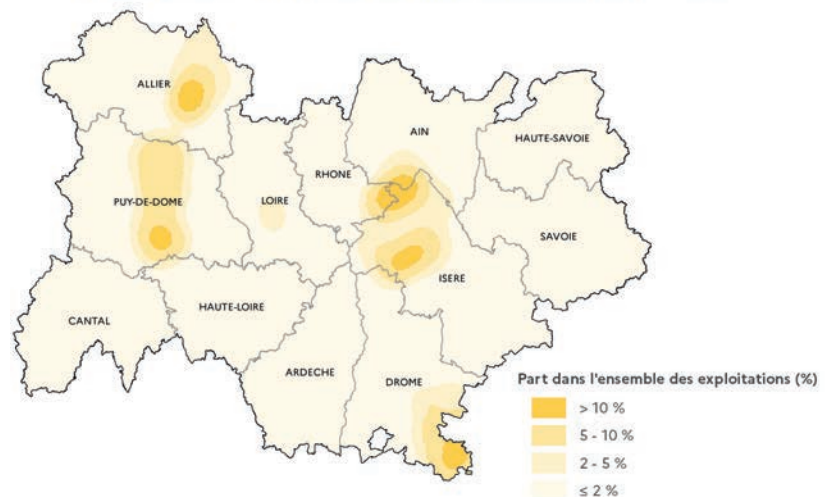 ALLIER
AIN
HAUTE-SAVOIE
RHONE
PUY-DE-DOME
LOIRE
SAVOIE
ISERE
HAUTE-LOIRE
CANTAL
ARDECHE
DROME
Part dans l'ensemble des exploitations (%)
> 10 %
5 - 10 %
2 - 5 %
≤ 2 %